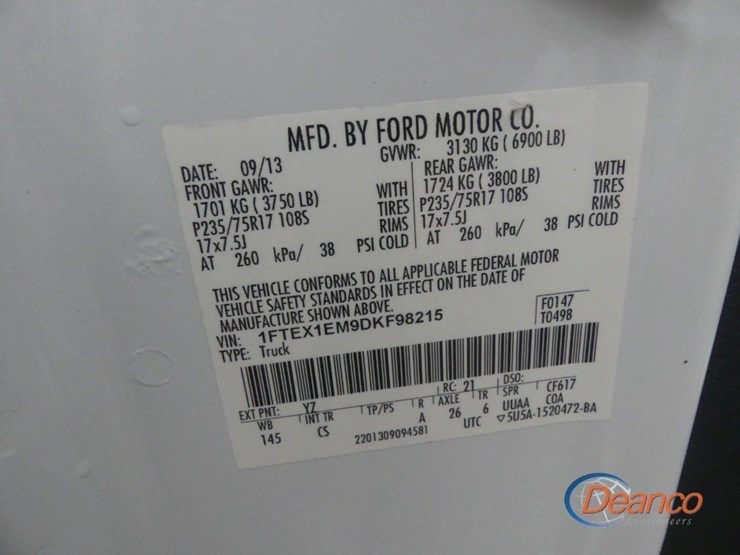 MFD. BY FORD MOTOR CO.
DATE: 09/13 GVWR: 3130 KG ( 6900 LB)
FRONT GAWR: REAR GAWR:
1701 KG ( 3750 LB) WITH 1724 KG ( 3800 LB) WITH
P235/75R17 108S TIRES P235/75R17 108S TIRES
17x7.5J RIMS 17x7.5J RIMS
AT 260 kPa/ 38 PSI COLD AT 260 kPa/ 38 PSI COLD
THIS VEHICLE CONFORMS TO ALL APPLICABLE FEDERAL MOTOR
VEHICLE SAFETY STANDARDS IN EFFECT ON THE DATE OF
MANUFACTURE SHOWN ABOVE.
VIN: 1FTEX1EM9DKF98215 F0147
TYPE: Truck T0498
EXT PNT: YZ RC: 21 DSO: CF617
WB INT TR TP/PS R AXLE TR SPR COA
145 CS A 26 6 UUAA
2201309094581 UTC ▽5U5A-1520472-BA
Deanco